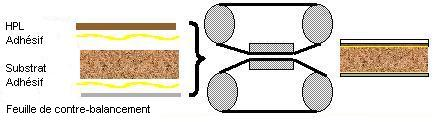 HPL
Adhésif
Substrat
Adhésif
Feuille de contre-balancement